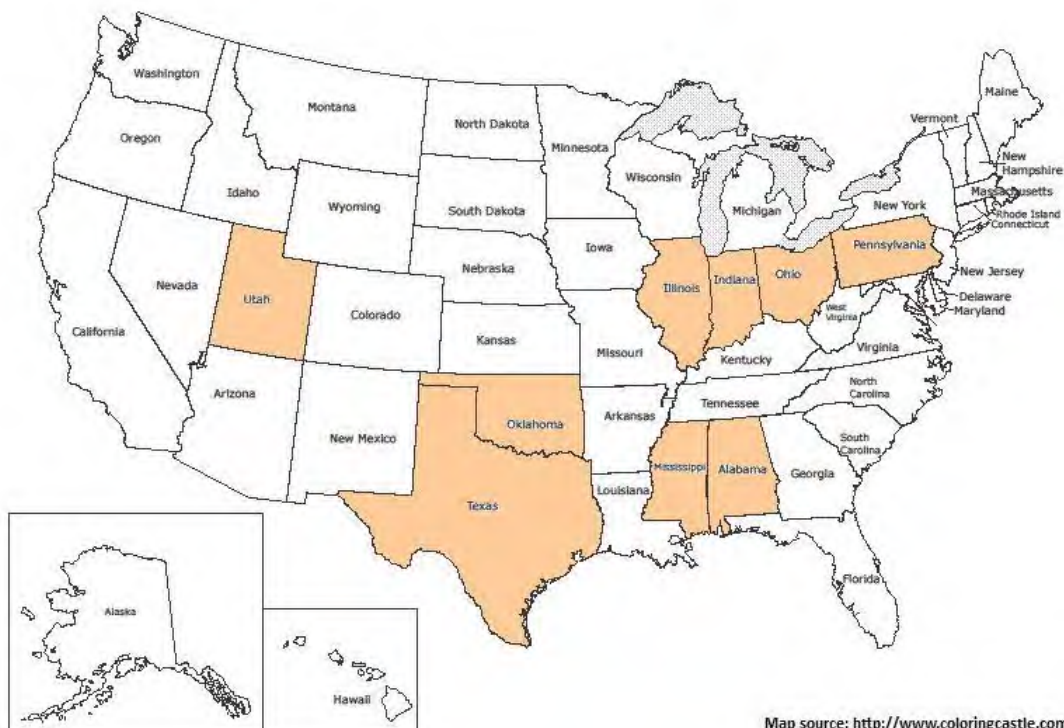 Washington
Oregon
California
Nevada
Idaho
Montana
Wyoming
Utah
Arizona
Colorado
New Mexico
North Dakota
South Dakota
Nebraska
Kansas
Oklahoma
Texas
Minnesota
Iowa
Missouri
Arkansas
Louisiana
Wisconsin
Illinois
Michigan
Indiana
Ohio
Kentucky
Tennessee
Mississippi
Alabama
Georgia
Florida
South
Carolina
North
Carolina
Virginia
West
Virginia
Pennsylvania
New York
Vermont
Maine
New
Hampshire
Massachusetts
Rhode Island
Connecticut
New Jersey
Delaware
Maryland
Alaska
Hawaii
Map source: http://www.coloringcastle.com